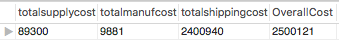 totalsupplycost totalmanufcost totalshippingcost OverallCost
89300 9881 2400940 2500121